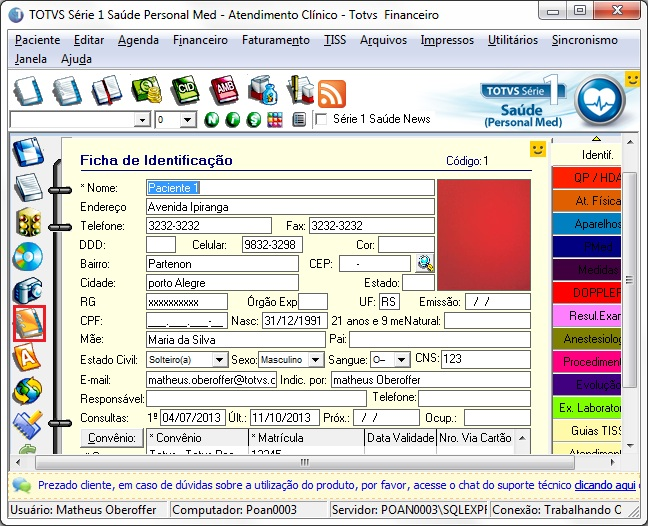 TOTVS Série 1 Saúde Personal Med - Atendimento Clínico - Totvs Financeiro
Paciente Editar Agenda Financeiro Faturamento TISS Arquivos Impressos Utilitários Sincronismo
Janela Ajuda
CID AMB
TOTVS Série 1
Saúde
(Personal Med)
0 Série 1 Saúde News
Ficha de Identificação Código: 1
* Nome: Paciente 1
Endereço Avenida Ipiranga
Telefone: 3232-3232 Fax: 3232-3232
DDD: Celular: 9832-3298 Cor:
Bairro: Partenon CEP: -
Cidade: porto Alegre Estado:
RG xxxxxxxxxx Órgão Exp UF: RS Emissão: / /
CPF: ___.___.___-__ Nasc: 31/12/1991 21 anos e 9 me Natural:
Mãe: Maria da Silva Pai:
Estado Civil: Solteiro(a) Sexo: Masculino Sangue: O- CNS: 123
E-mail: matheus.oberoffer@totvs.c Indic. por: matheus Oberoffer
Responsável: Telefone:
Consultas: 1ª 04/07/2013 Últ.: 11/10/2013 Próx.: / / Ocup.:
Convênio: * Convênio * Matrícula Data Validade Nro. Via Cartão
Identif.
QP / HDA
At. Física
Aparelhos
Medidas
DOPPLER
Resul.Exam
Anestesiolog
Procediment
Evolução
Ex. Laborator
Guias TISS
Atendiment
Prezado cliente, em caso de dúvidas sobre a utilização do produto, por favor, acesse o chat do suporte técnico clicando aqui
Usuário: Matheus Oberoffer Computador: Poan0003 Servidor: POAN0003\SQLEXPF Conexão: Trabalhando O